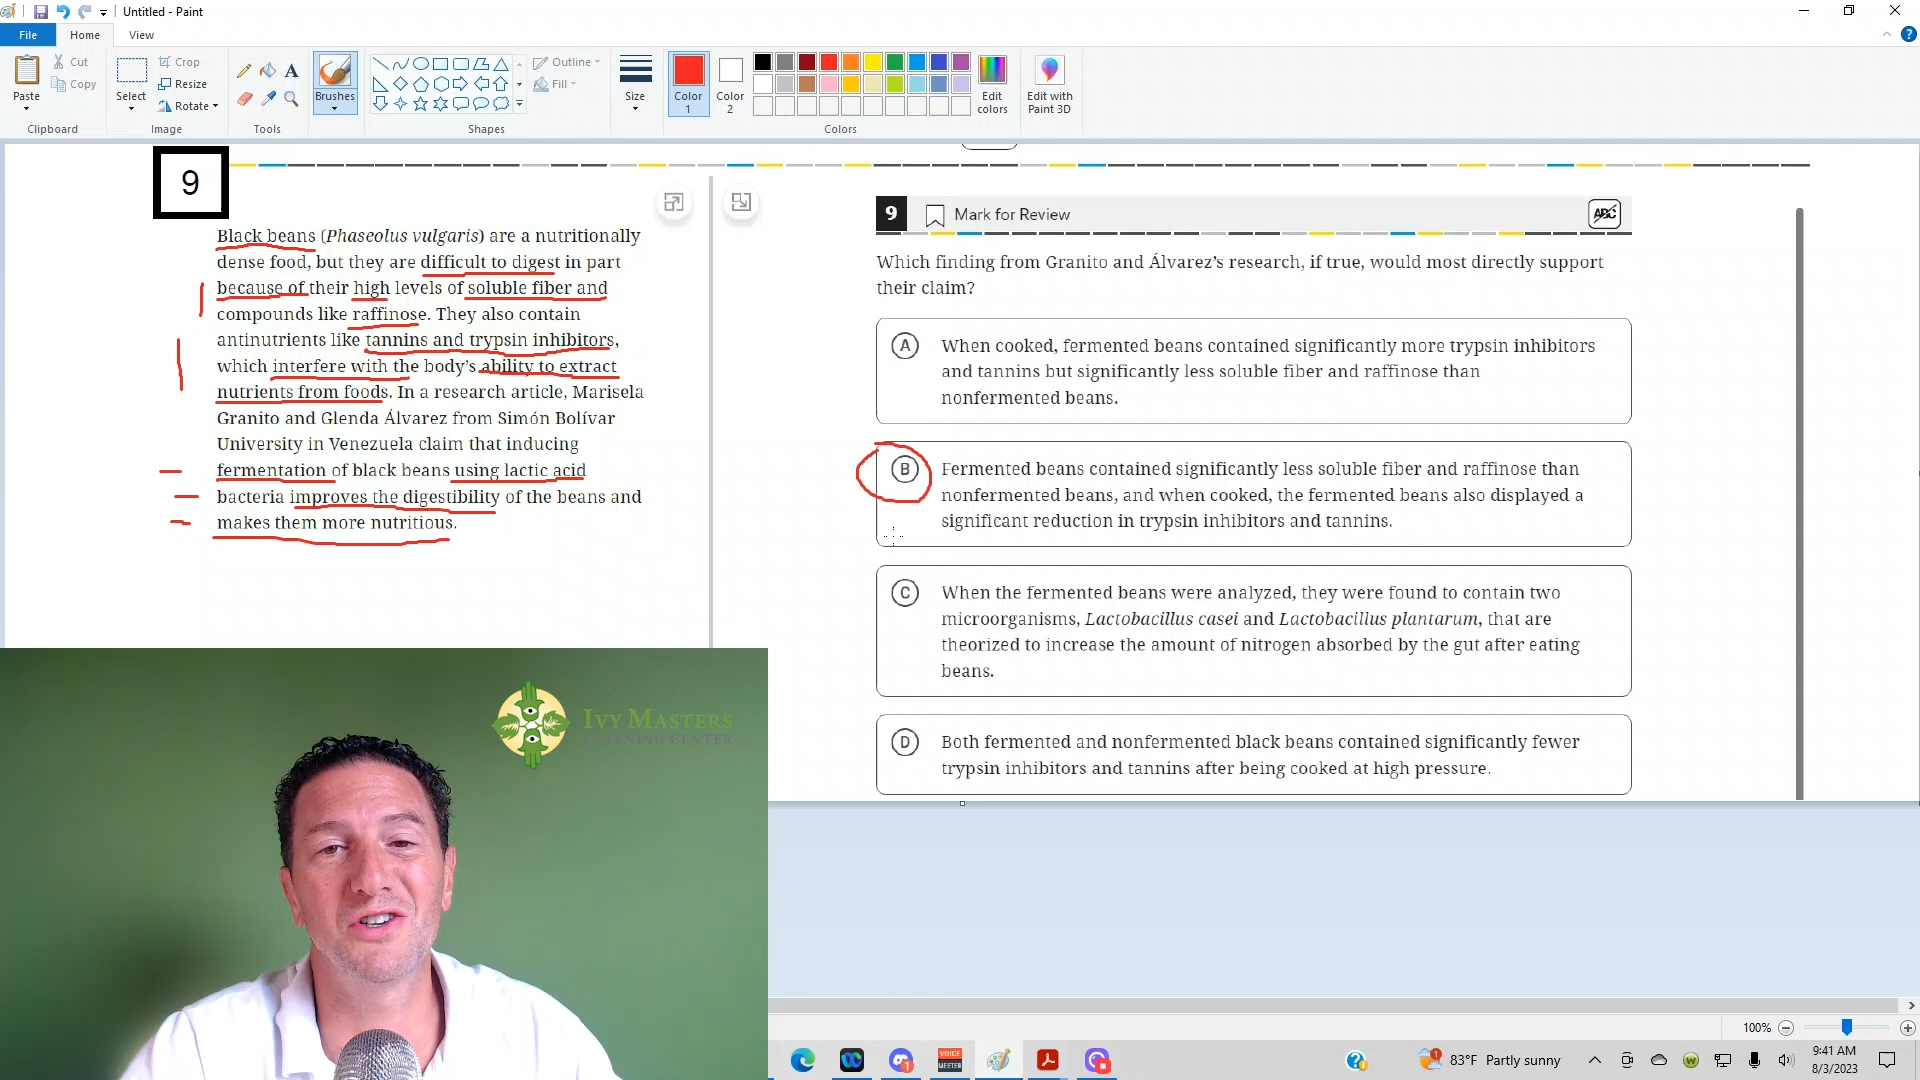 Untitled - Paint
File
Home
View
Paste
Cut
Copy
Clipboard
Select
Crop
Resize
Rotate
Image
A
Tools
Brushes
Shapes
Outline
Fill
Size
Color
1
Color
2
Colors
Edit
colors
Edit with
Paint 3D
9
Black beans (Phaseolus vulgaris) are a nutritionally
dense food, but they are difficult to digest in part
because of their high levels of soluble fiber and
compounds like raffinose. They also contain
antinutrients like tannins and trypsin inhibitors,
which interfere with the body's ability to extract
nutrients from foods. In a research article, Marisela
Granito and Glenda Álvarez from Simón Bolívar
University in Venezuela claim that inducing
fermentation of black beans using lactic acid
bacteria improves the digestibility of the beans and
makes them more nutritious.
9 Mark for Review ABC
Which finding from Granito and Álvarez's research, if true, would most directly support
their claim?
A When cooked, fermented beans contained significantly more trypsin inhibitors
and tannins but significantly less soluble fiber and raffinose than
nonfermented beans.
B Fermented beans contained significantly less soluble fiber and raffinose than
nonfermented beans, and when cooked, the fermented beans also displayed a
significant reduction in trypsin inhibitors and tannins.
C When the fermented beans were analyzed, they were found to contain two
microorganisms, Lactobacillus casei and Lactobacillus plantarum, that are
theorized to increase the amount of nitrogen absorbed by the gut after eating
beans.
D Both fermented and nonfermented black beans contained significantly fewer
trypsin inhibitors and tannins after being cooked at high pressure.
IVY MASTERS
LEARNING CENTER
100%
VOICE
MEETER
83°F Partly sunny
9:41 AM
8/3/2023